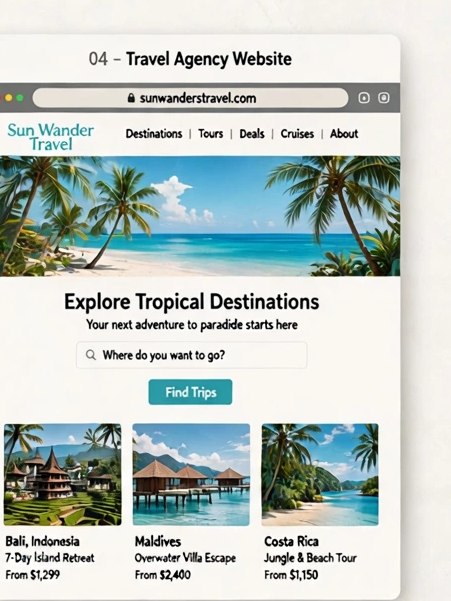 04 – Travel Agency Website
sunwanderstravel.com
Sun Wander
Travel
Destinations | Tours | Deals | Cruises | About
Explore Tropical Destinations
Your next adventure to paradide starts here
Where do you want to go?
Find Trips
Bali, Indonasia
7-Day Island Retreat
From $1,299
Maldives
Overwater Villa Escape
From $2,400
Costa Rica
Jungle & Beach Tour
From $1,150